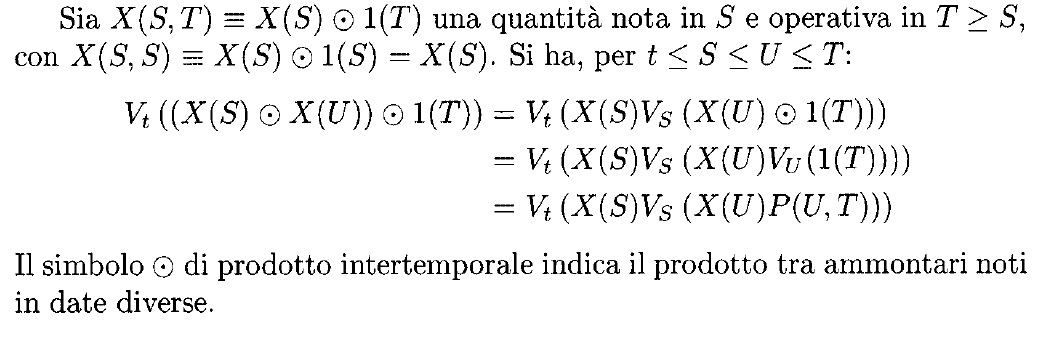 Sia X(S, T) ≡ X(S) ⊙ 1(T) una quantità nota in S e operativa in T ≥ S,
con X(S, S) ≡ X(S) ⊙ 1(S) = X(S). Si ha, per t ≤ S ≤ U ≤ T:
V_t ((X(S) ⊙ X(U)) ⊙ 1(T)) = V_t (X(S)V_S (X(U) ⊙ 1(T)))
= V_t (X(S)V_S (X(U)V_U(1(T))))
= V_t (X(S)V_S (X(U)P(U, T)))
Il simbolo ⊙ di prodotto intertemporale indica il prodotto tra ammontari noti
in date diverse.